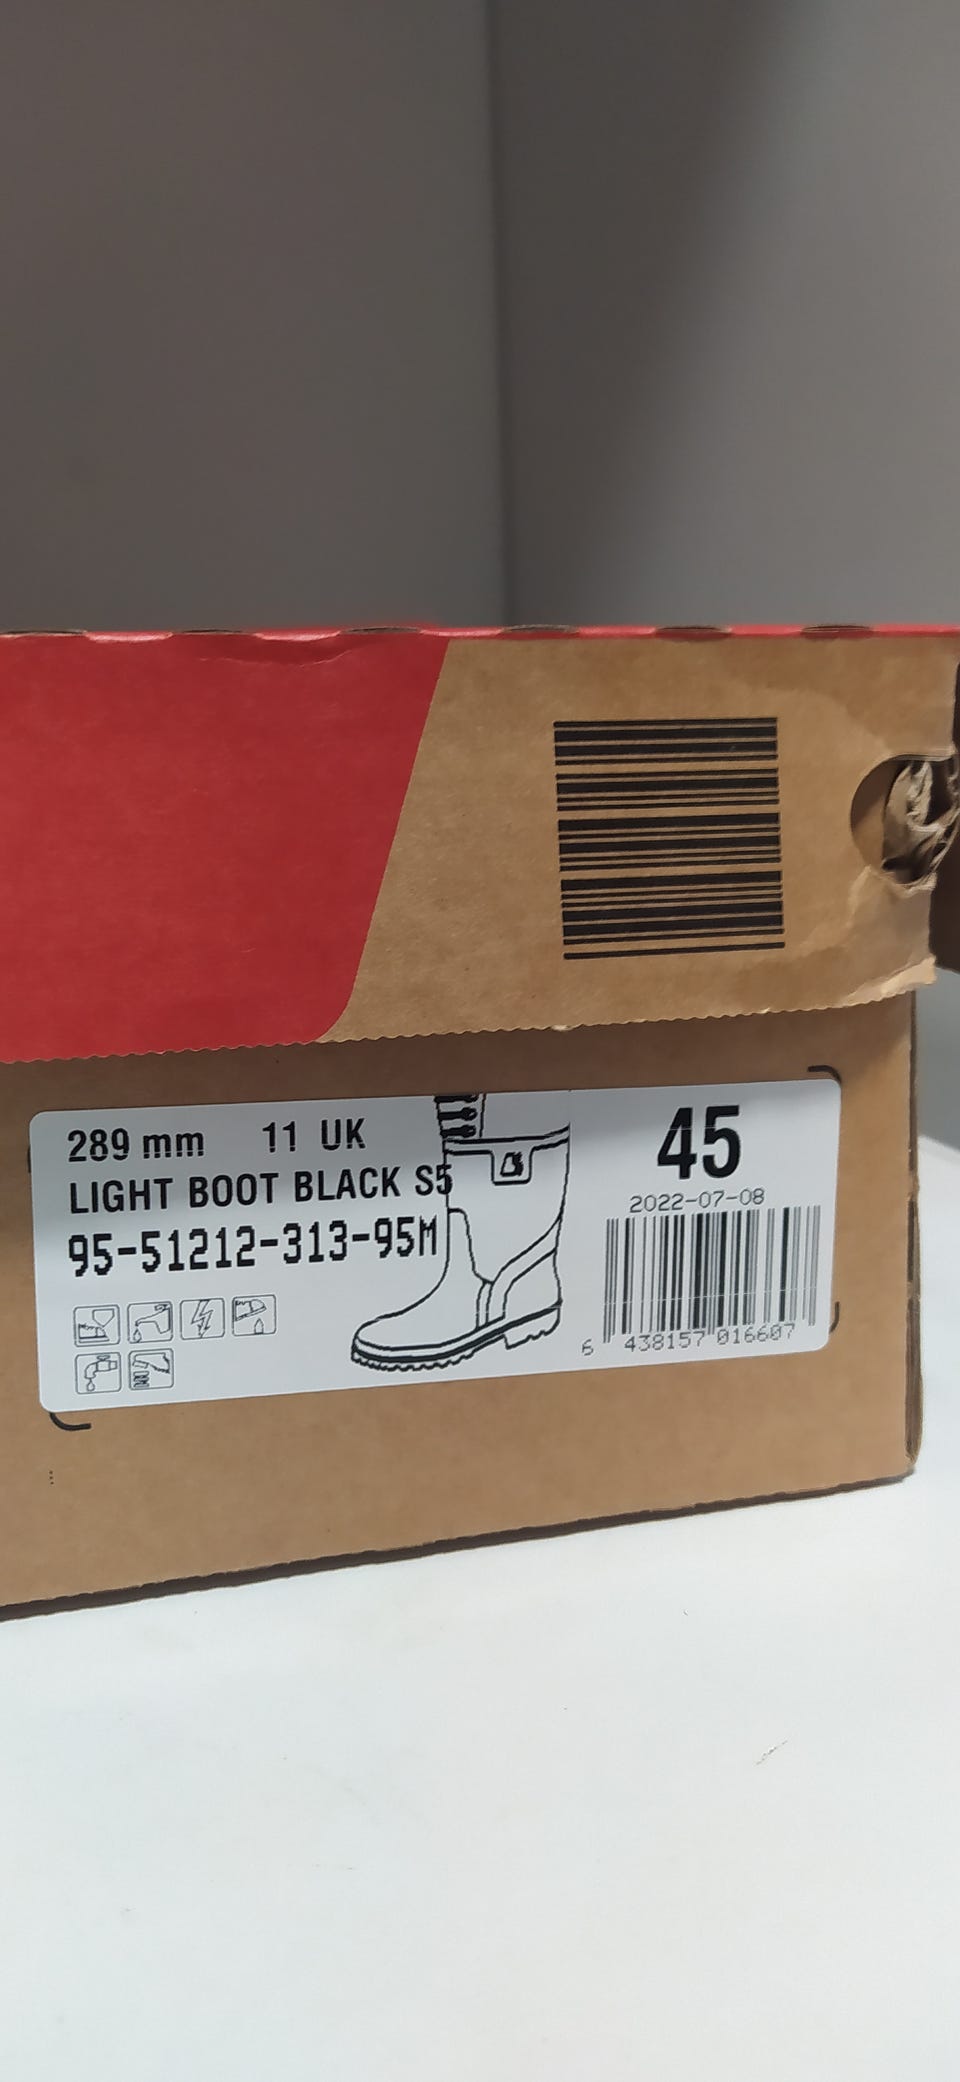 289 mm 11 UK
LIGHT BOOT BLACK S5
95-51212-313-95M
45
2022-07-08
6 438157 016607